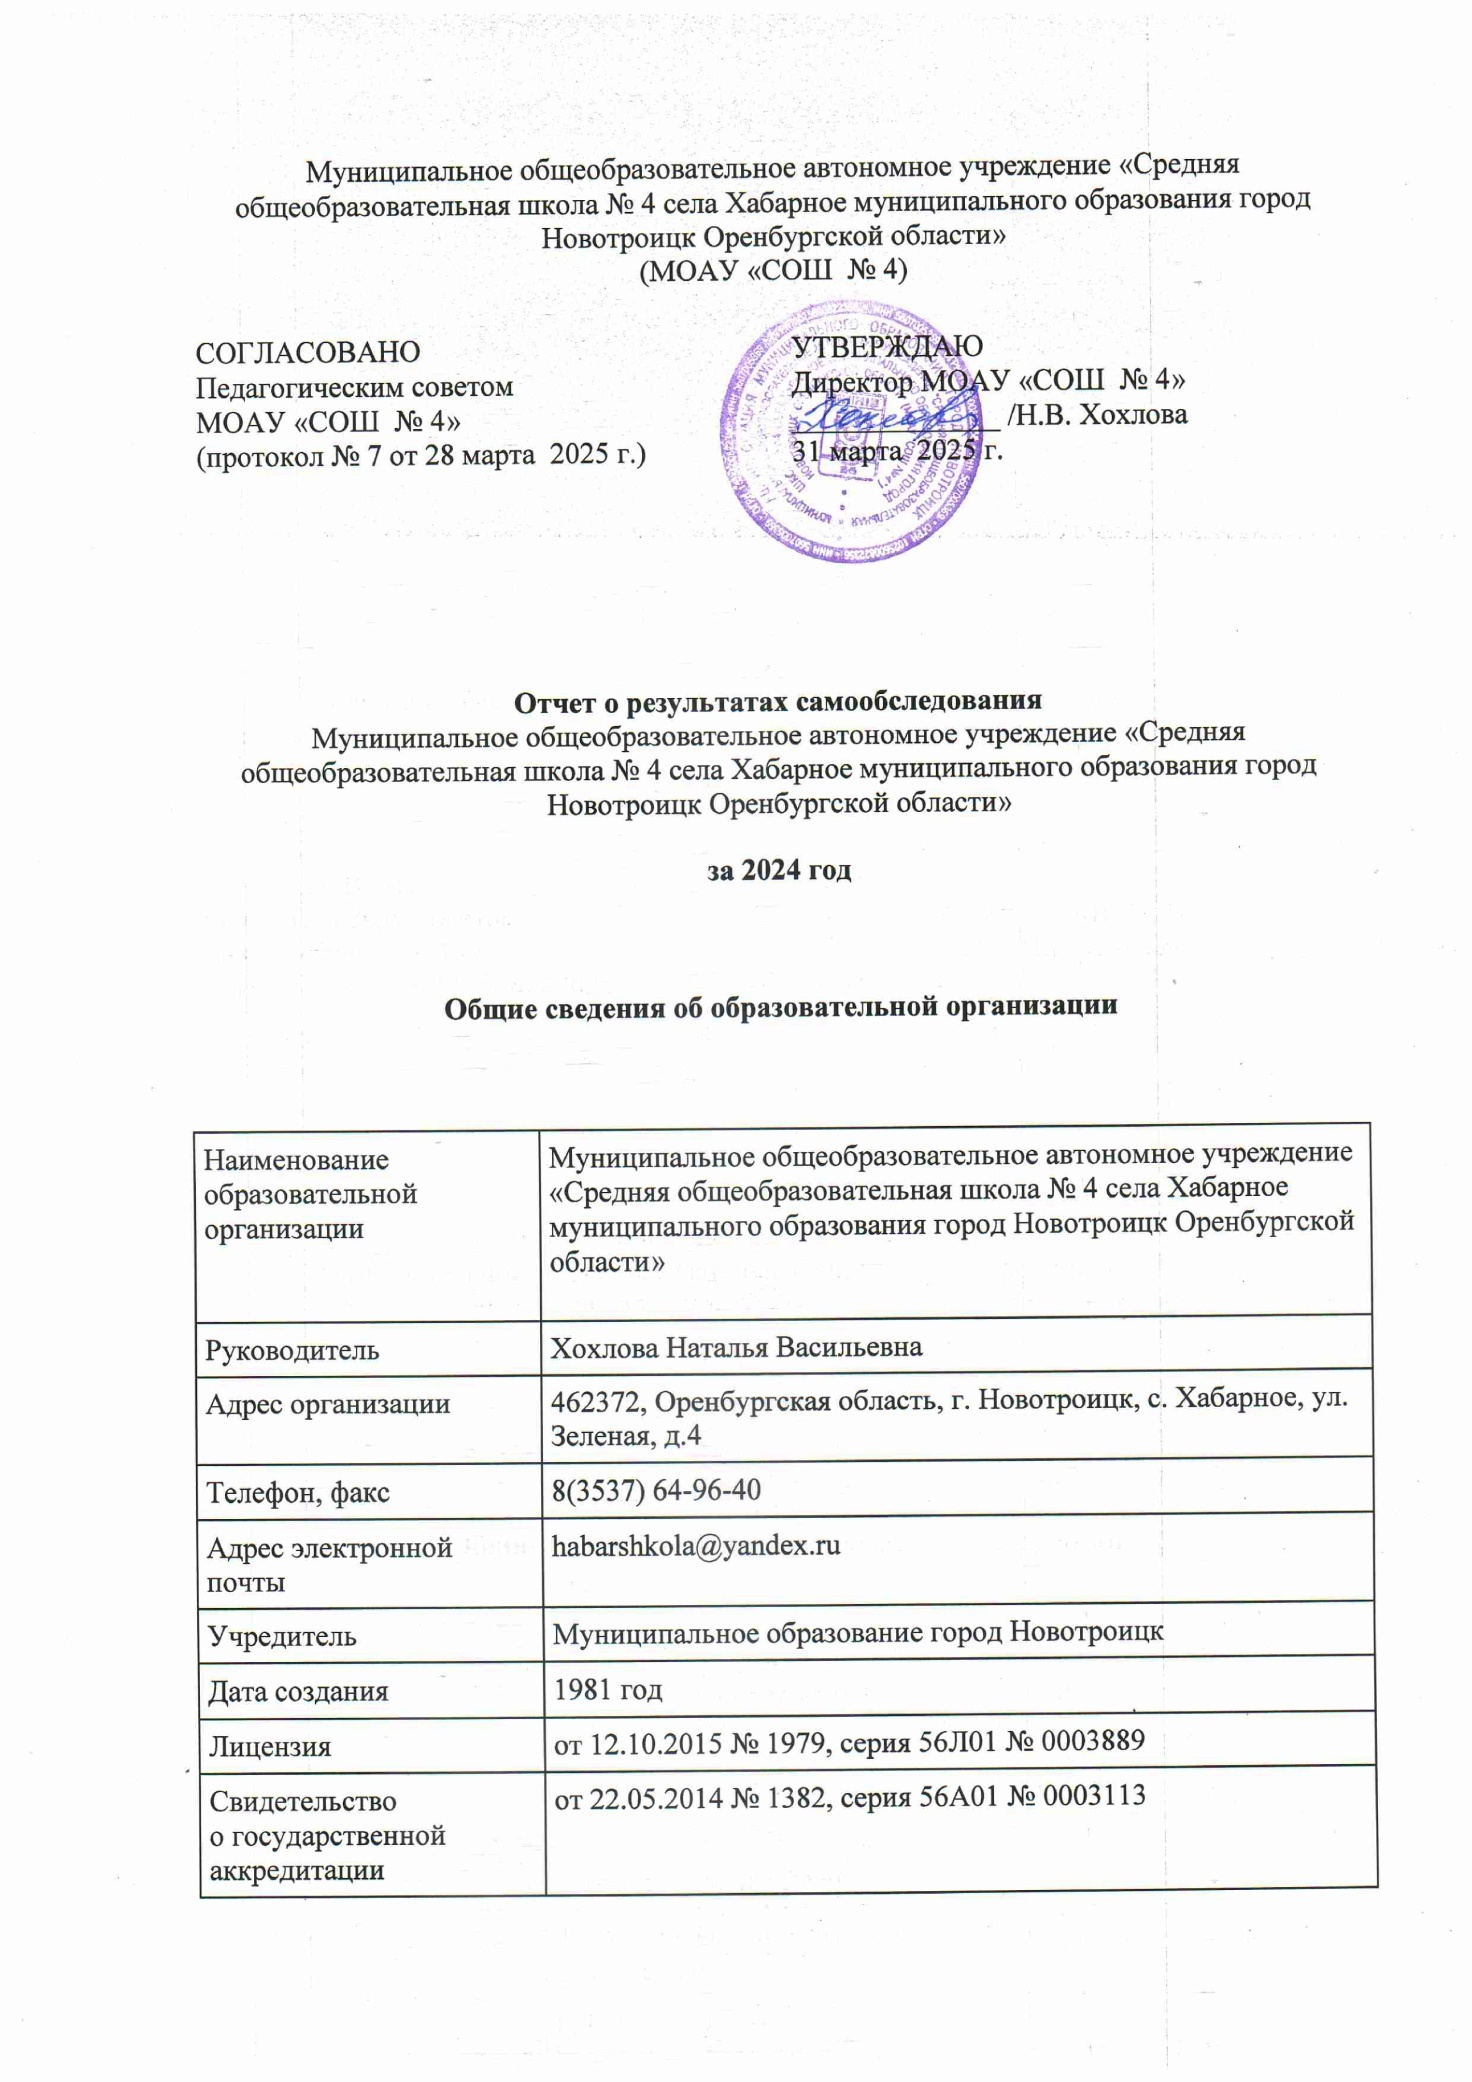 Муниципальное общеобразовательное автономное учреждение «Средняя
общеобразовательная школа № 4 села Хабарное муниципального образования город
Новотроицк Оренбургской области»
(МОАУ «СОШ № 4)
СОГЛАСОВАНО
Педагогическим советом
МОАУ «СОШ № 4»
(протокол № 7 от 28 марта 2025 г.)
УТВЕРЖДАЮ
Директор МОАУ «СОШ № 4»
/Н.В. Хохлова
31 марта 2025 г.
Отчет о результатах самообследования
Муниципальное общеобразовательное автономное учреждение «Средняя
общеобразовательная школа № 4 села Хабарное муниципального образования город
Новотроицк Оренбургской области»
за 2024 год
Общие сведения об образовательной организации
Наименование
образовательной
организации
Муниципальное общеобразовательное автономное учреждение
«Средняя общеобразовательная школа № 4 села Хабарное
муниципального образования город Новотроицк Оренбургской
области»
Руководитель
Хохлова Наталья Васильевна
Адрес организации
462372, Оренбургская область, г. Новотроицк, с. Хабарное, ул.
Зеленая, д.4
Телефон, факс
8(3537) 64-96-40
Адрес электронной
почты
habarshkola@yandex.ru
Учредитель
Муниципальное образование город Новотроицк
Дата создания
1981 год
Лицензия
от 12.10.2015 № 1979, серия 56Л01 № 0003889
Свидетельство
о государственной
аккредитации
от 22.05.2014 № 1382, серия 56А01 № 0003113